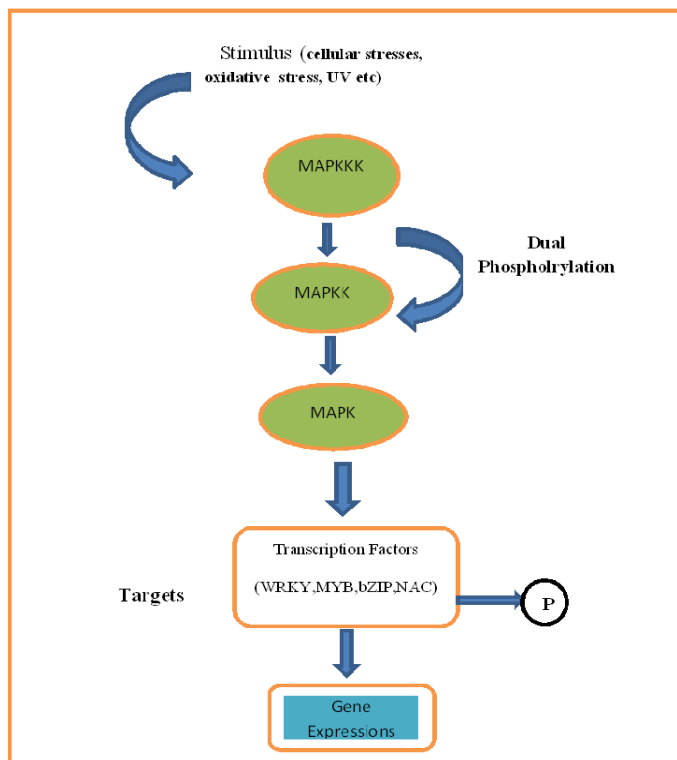 Stimulus (cellular stresses,
oxidative stress, UV etc)
MAPKKK
Dual
Phospholrylation
MAPKK
MAPK
Transcription Factors
(WRKY,MYB,bZIP,NAC)
Targets
P
Gene
Expressions